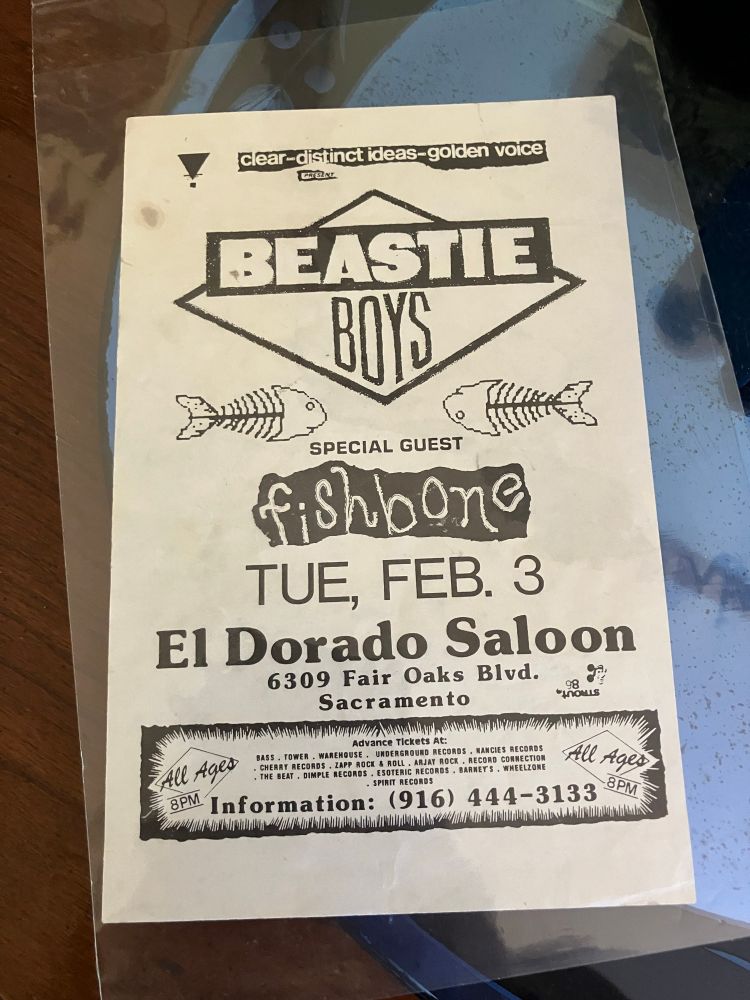 clear-distinct ideas-golden voice
PRESENT
BEASTIE
BOYS
SPECIAL GUEST
fishbone
TUE, FEB. 3
El Dorado Saloon
6309 Fair Oaks Blvd.
Sacramento
STROUT 86
Advance Tickets At:
BASS . TOWER . WAREHOUSE . UNDERGROUND RECORDS . NANCIES RECORDS
. CHERRY RECORDS . ZAPP ROCK & ROLL . ARJAY ROCK . RECORD CONNECTION
. THE BEAT . DIMPLE RECORDS . ESOTERIC RECORDS . BARNEY'S . WHEELZONE
. SPIRIT RECORDS
All Ages
8PM
All Ages
8PM
Information: (916) 444-3133